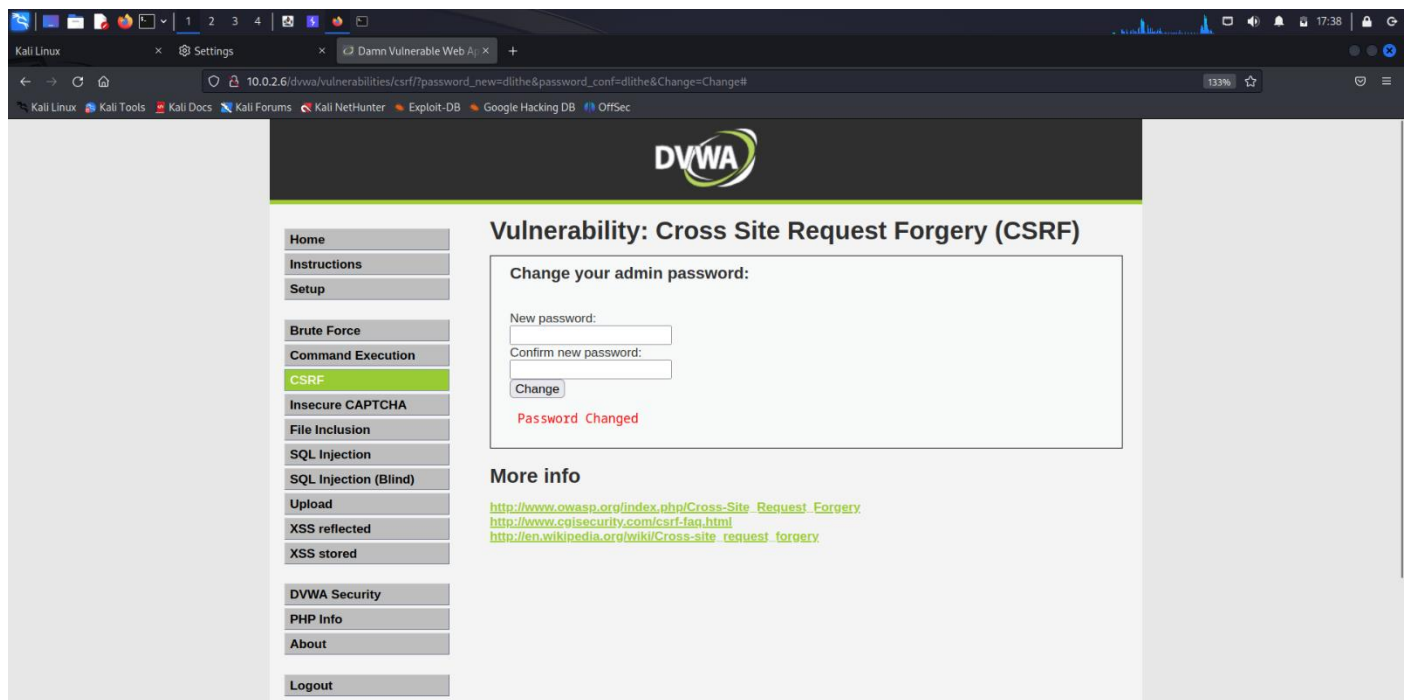 1 2 3 4 17:38
Kali Linux × Settings × Damn Vulnerable Web Ap × +
10.0.2.6/dvwa/vulnerabilities/csrf/?password_new=dlithe&password_conf=dlithe&Change=Change# 133%
Kali Linux Kali Tools Kali Docs Kali Forums Kali NetHunter Exploit-DB Google Hacking DB OffSec
DVWA
Home
Instructions
Setup
Brute Force
Command Execution
CSRF
Insecure CAPTCHA
File Inclusion
SQL Injection
SQL Injection (Blind)
Upload
XSS reflected
XSS stored
DVWA Security
PHP Info
About
Logout
Vulnerability: Cross Site Request Forgery (CSRF)
Change your admin password:
New password:
Confirm new password:
Change
Password Changed
More info
http://www.owasp.org/index.php/Cross-Site_Request_Forgery
http://www.cgisecurity.com/csrf-faq.html
http://en.wikipedia.org/wiki/Cross-site_request_forgery